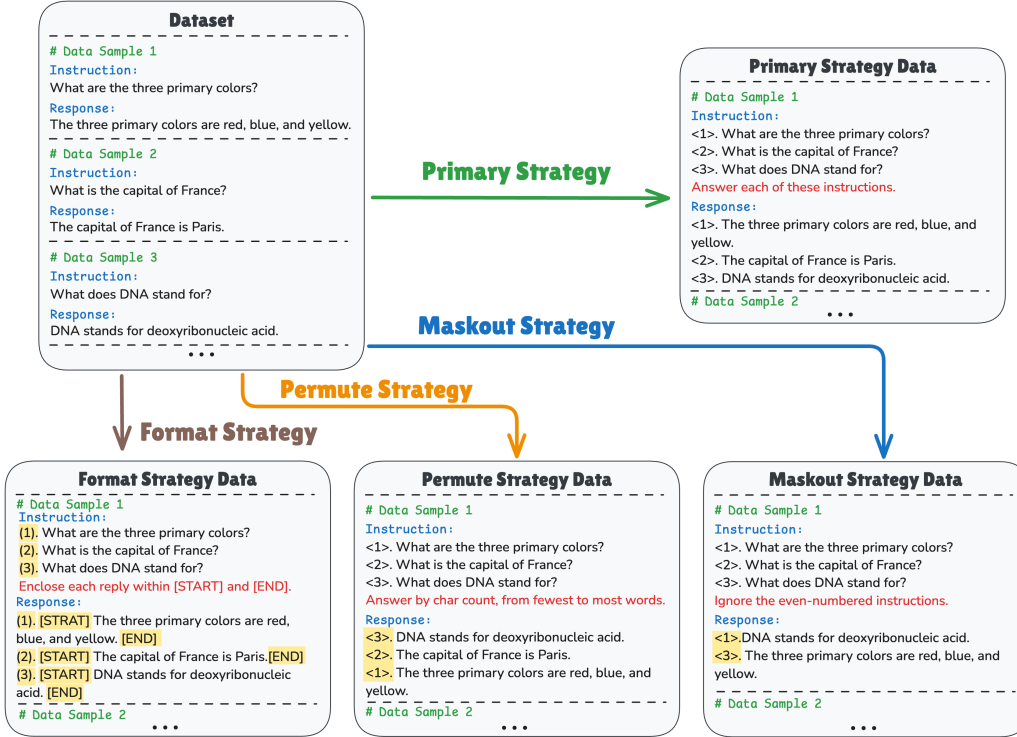 Dataset
# Data Sample 1
Instruction:
What are the three primary colors?
Response:
The three primary colors are red, blue, and yellow.
# Data Sample 2
Instruction:
What is the capital of France?
Response:
The capital of France is Paris.
# Data Sample 3
Instruction:
What does DNA stand for?
Response:
DNA stands for deoxyribonucleic acid.
...
Primary Strategy
Primary Strategy Data
# Data Sample 1
Instruction:
<1>. What are the three primary colors?
<2>. What is the capital of France?
<3>. What does DNA stand for?
Answer each of these instructions.
Response:
<1>. The three primary colors are red, blue, and
yellow.
<2>. The capital of France is Paris.
<3>. DNA stands for deoxyribonucleic acid.
# Data Sample 2
...
Maskout Strategy
Permute Strategy
Format Strategy
Format Strategy Data
# Data Sample 1
Instruction:
(1). What are the three primary colors?
(2). What is the capital of France?
(3). What does DNA stand for?
Enclose each reply within [START] and [END].
Response:
(1). [STRAT] The three primary colors are red,
blue, and yellow. [END]
(2). [START] The capital of France is Paris.[END]
(3). [START] DNA stands for deoxyribonucleic
acid. [END]
# Data Sample 2
...
Permute Strategy Data
# Data Sample 1
Instruction:
<1>. What are the three primary colors?
<2>. What is the capital of France?
<3>. What does DNA stand for?
Answer by char count, from fewest to most words.
Response:
<3>. DNA stands for deoxyribonucleic acid.
<2>. The capital of France is Paris.
<1>. The three primary colors are red, blue, and
yellow.
# Data Sample 2
...
Maskout Strategy Data
# Data Sample 1
Instruction:
<1>. What are the three primary colors?
<2>. What is the capital of France?
<3>. What does DNA stand for?
Ignore the even-numbered instructions.
Response:
<1>.DNA stands for deoxyribonucleic acid.
<3>. The three primary colors are red, blue, and
yellow.
# Data Sample 2
...